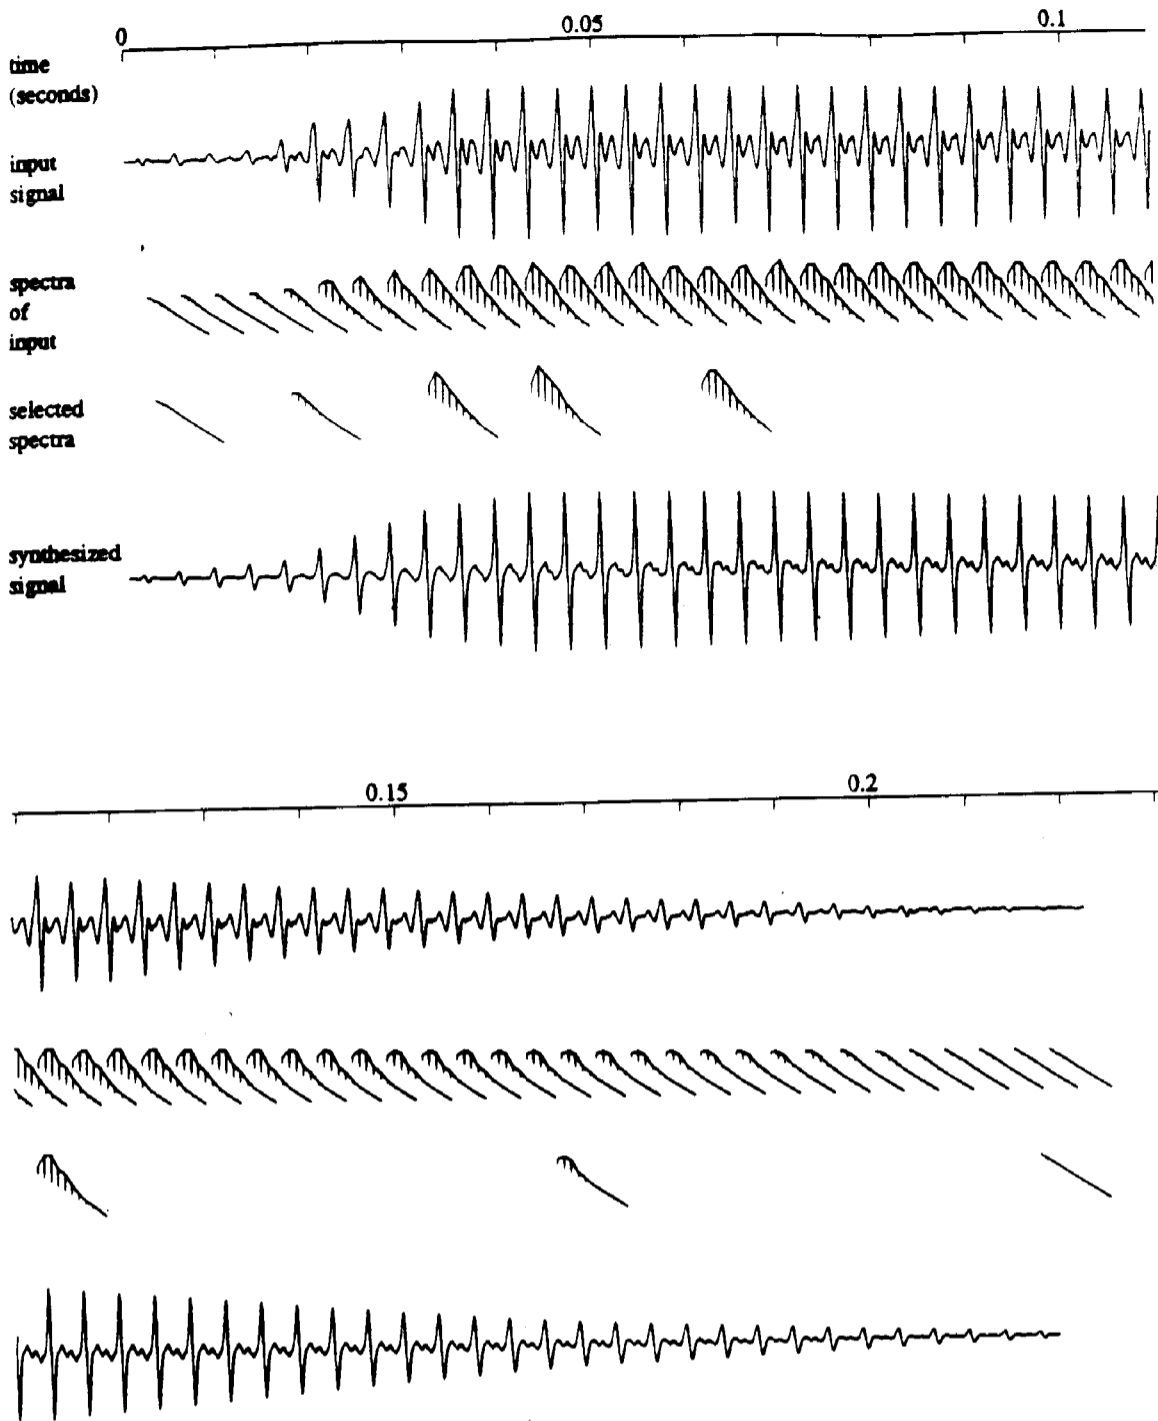 0 0.05 0.1
time
(seconds)
input
signal
spectra
of
input
selected
spectra
synthesized
signal
0.15 0.2